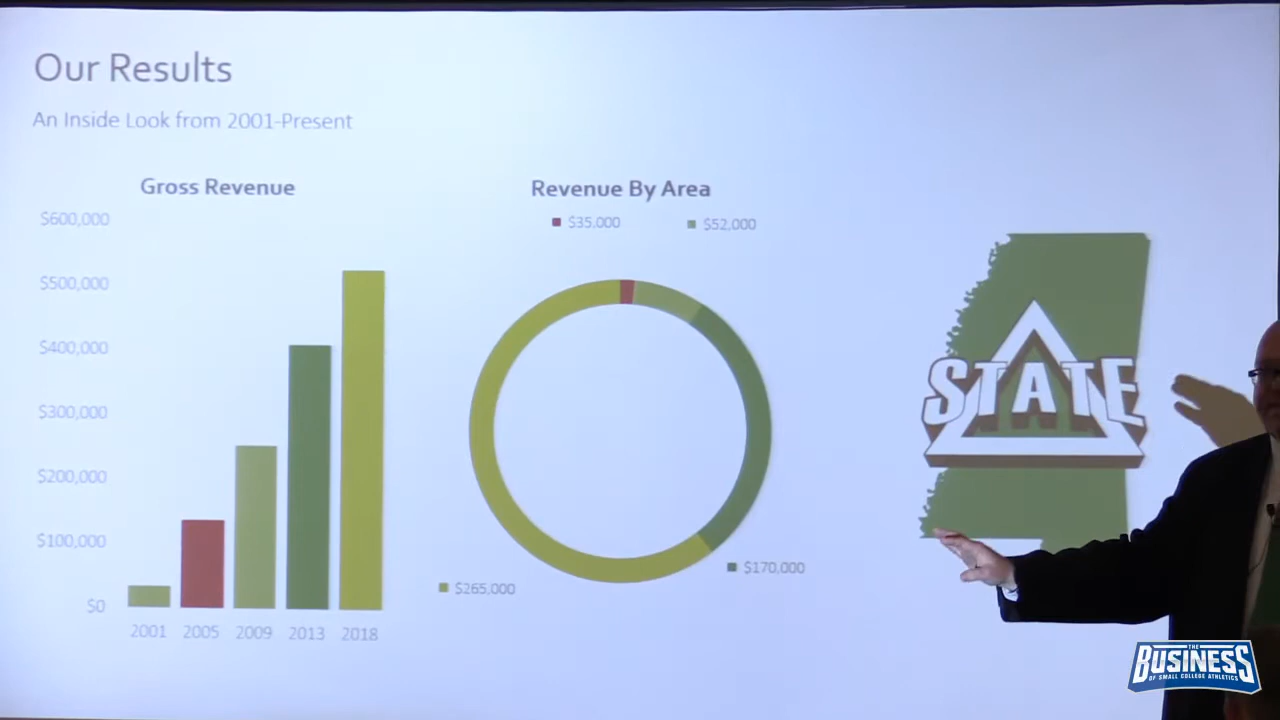 Our Results
An Inside Look from 2001-Present
Gross Revenue
$600,000
$500,000
$400,000
$300,000
$200,000
$100,000
$0
2001 2005 2009 2013 2018
Revenue By Area
$35,000 $52,000
$170,000
$265,000
STATE
THE
BUSINESS
OF SMALL COLLEGE ATHLETICS